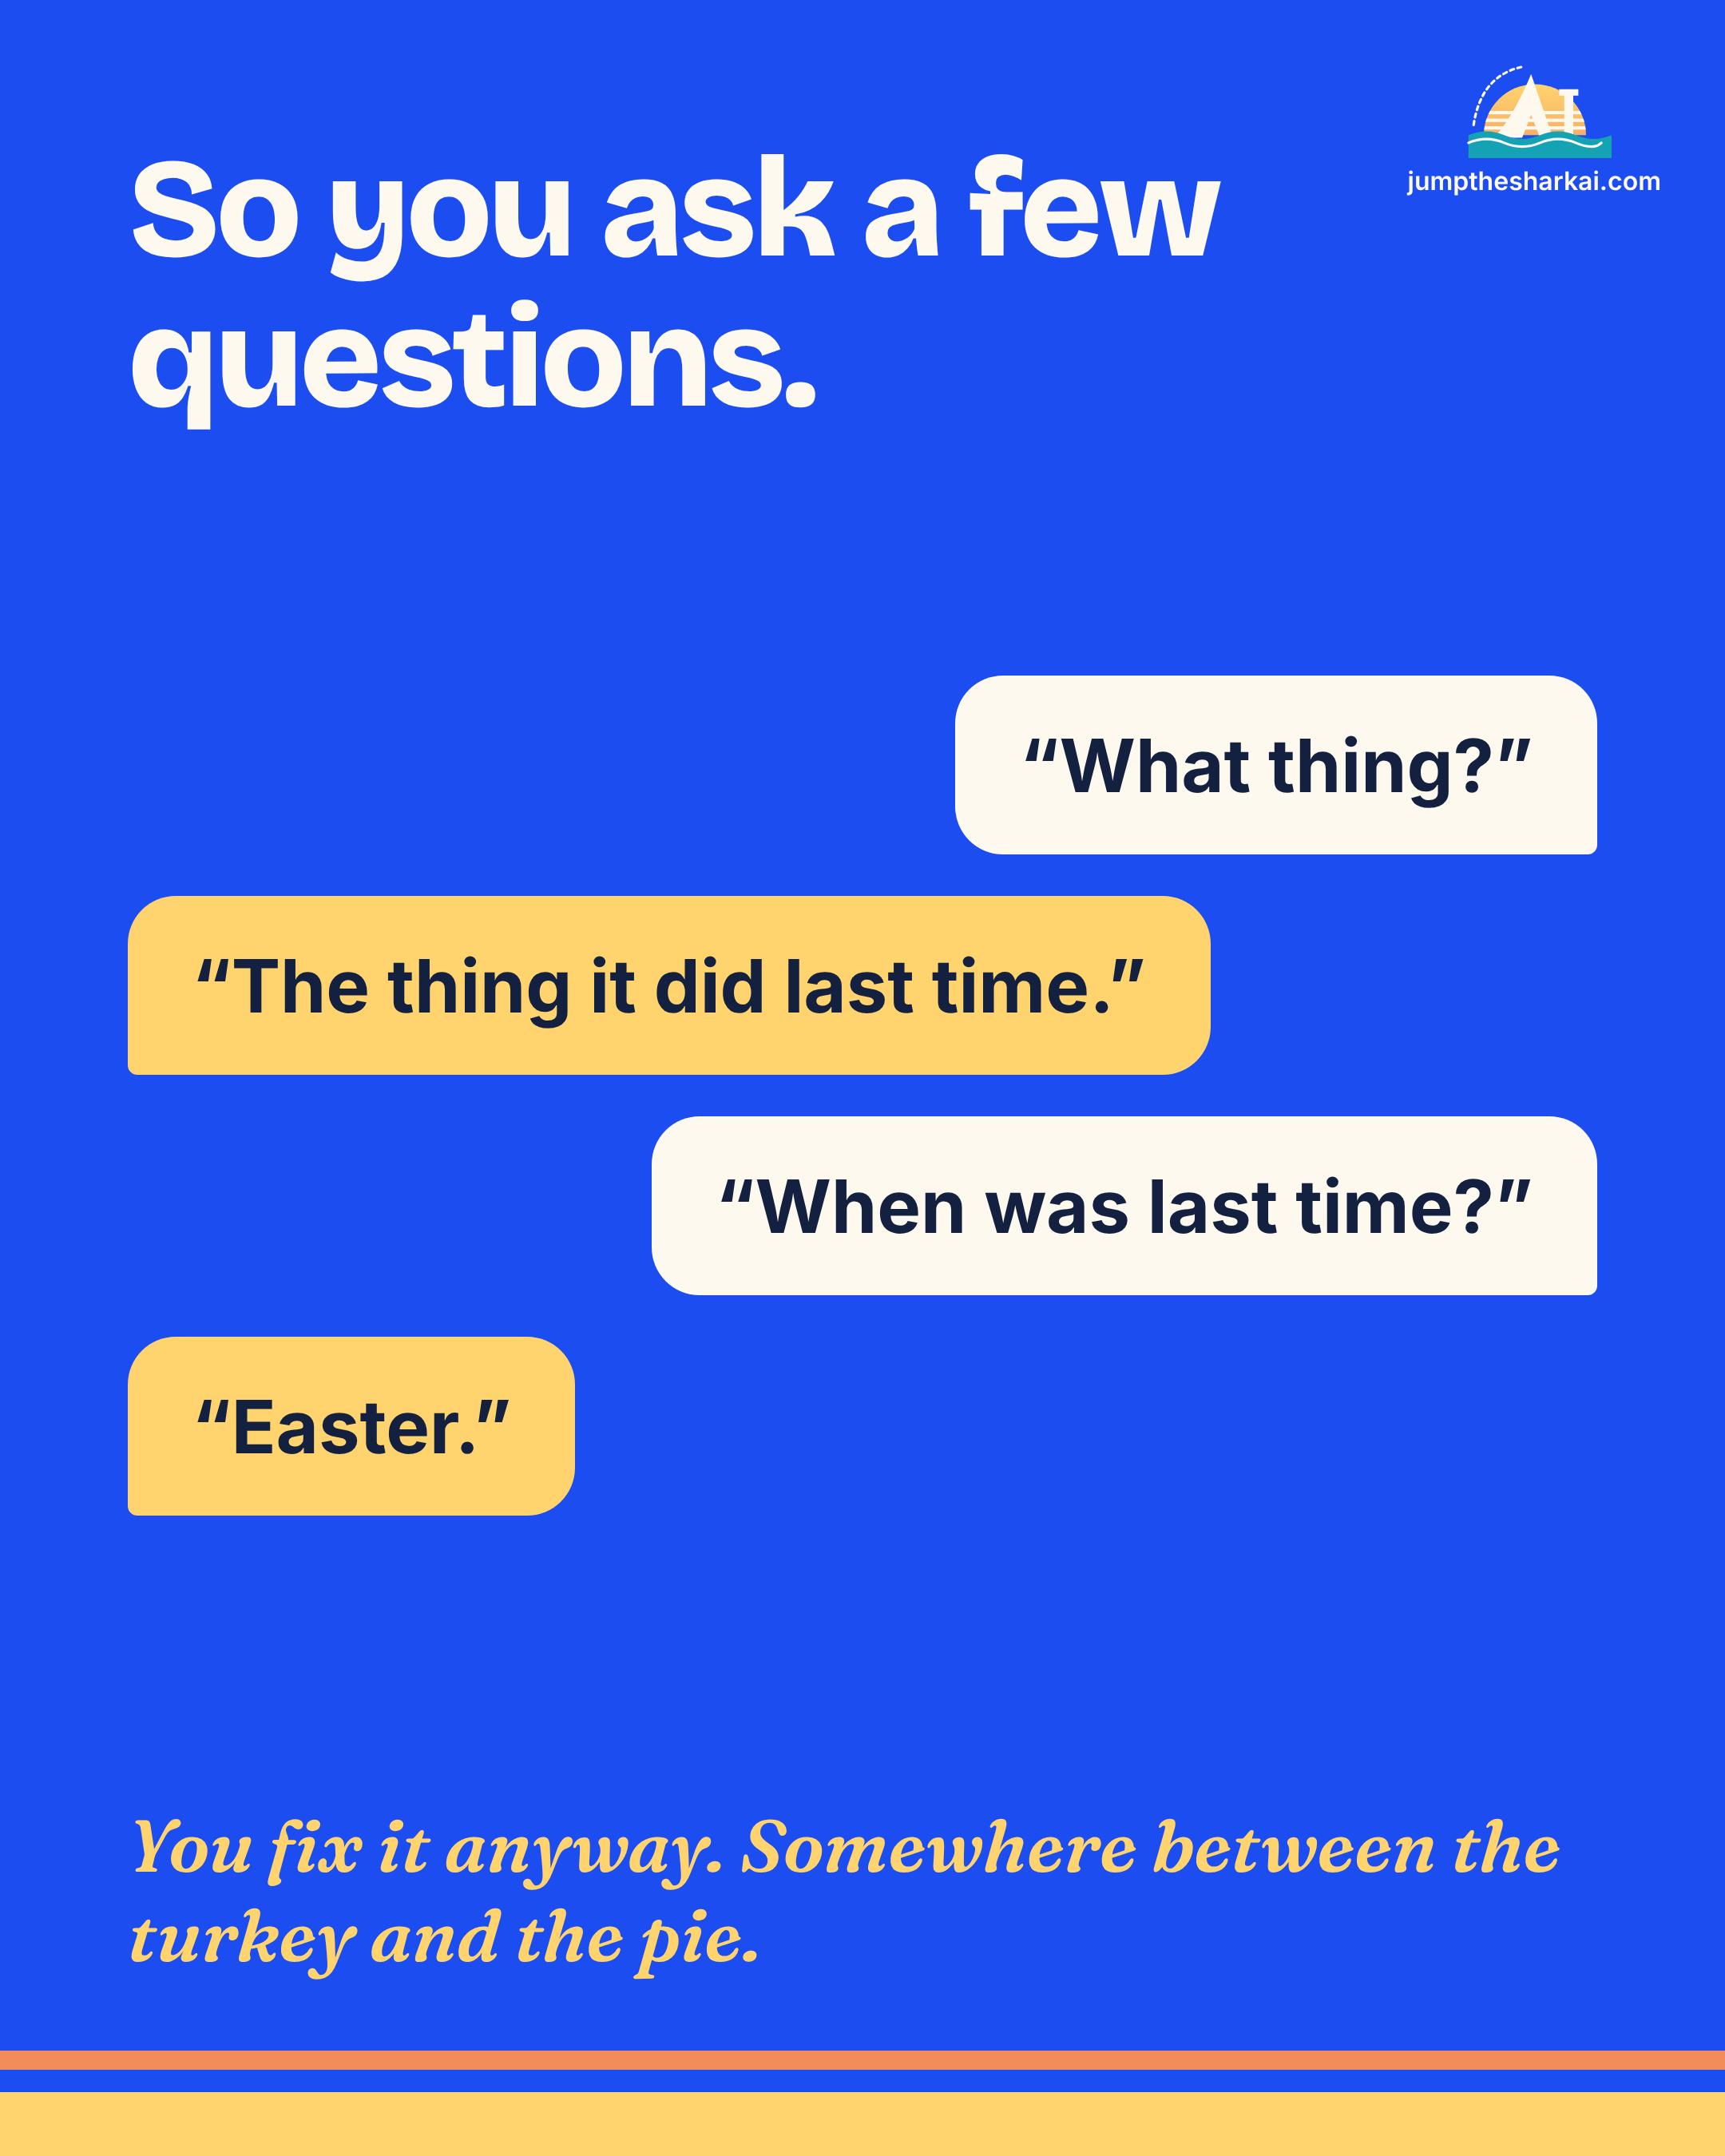 AI
jumpthesharkai.com
So you ask a few
questions.
“What thing?”
“The thing it did last time.”
“When was last time?”
“Easter.”
You fix it anyway. Somewhere between the
turkey and the pie.